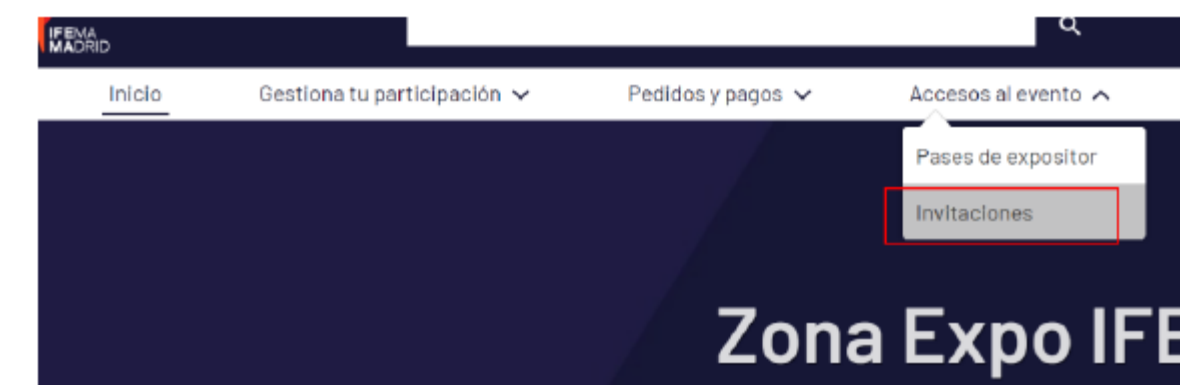 IFEMA
MADRID
Inicio
Gestiona tu participación
Pedidos y pagos
Accesos al evento
Pases de expositor
Invitaciones
Zona Expo IFE